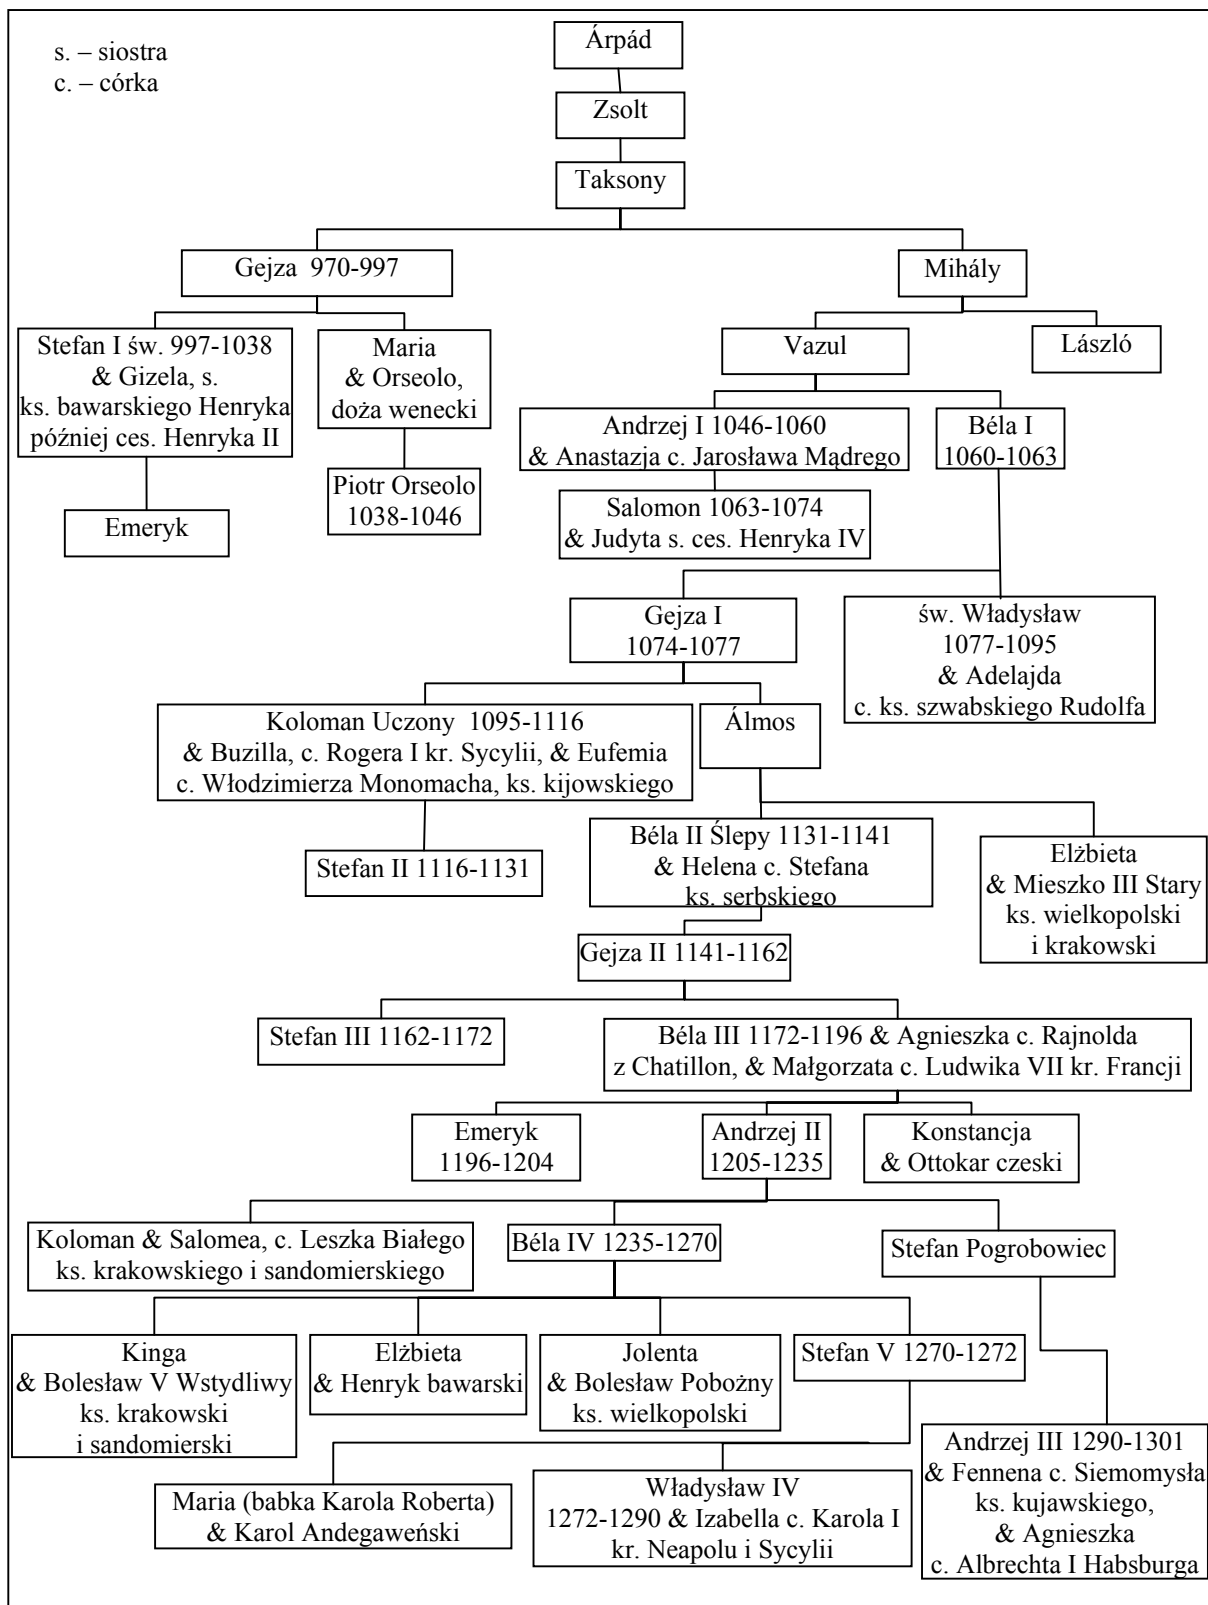 s. – siostra
c. – córka
Árpád
Zsolt
Taksony
Gejza 970-997
Mihály
Stefan I św. 997-1038
& Gizela, s.
ks. bawarskiego Henryka
później ces. Henryka II
Maria
& Orseolo,
doża wenecki
Vazul
László
Andrzej I 1046-1060
& Anastazja c. Jarosława Mądrego
Béla I
1060-1063
Emeryk
Piotr Orseolo
1038-1046
Salomon 1063-1074
& Judyta s. ces. Henryka IV
Gejza I
1074-1077
św. Władysław
1077-1095
& Adelajda
c. ks. szwabskiego Rudolfa
Koloman Uczony 1095-1116
& Buzilla, c. Rogera I kr. Sycylii, & Eufemia
c. Włodzimierza Monomacha, ks. kijowskiego
Álmos
Stefan II 1116-1131
Béla II Ślepy 1131-1141
& Helena c. Stefana
ks. serbskiego
Elżbieta
& Mieszko III Stary
ks. wielkopolski
i krakowski
Gejza II 1141-1162
Stefan III 1162-1172
Béla III 1172-1196 & Agnieszka c. Rajnolda
z Chatillon, & Małgorzata c. Ludwika VII kr. Francji
Emeryk
1196-1204
Andrzej II
1205-1235
Konstancja
& Ottokar czeski
Koloman & Salomea, c. Leszka Białego
ks. krakowskiego i sandomierskiego
Béla IV 1235-1270
Stefan Pogrobowiec
Kinga
& Bolesław V Wstydliwy
ks. krakowski
i sandomierski
Elżbieta
& Henryk bawarski
Jolenta
& Bolesław Pobożny
ks. wielkopolski
Stefan V 1270-1272
Maria (babka Karola Roberta)
& Karol Andegaweński
Władysław IV
1272-1290 & Izabella c. Karola I
kr. Neapolu i Sycylii
Andrzej III 1290-1301
& Fennena c. Siemomysła
ks. kujawskiego,
& Agnieszka
c. Albrechta I Habsburga